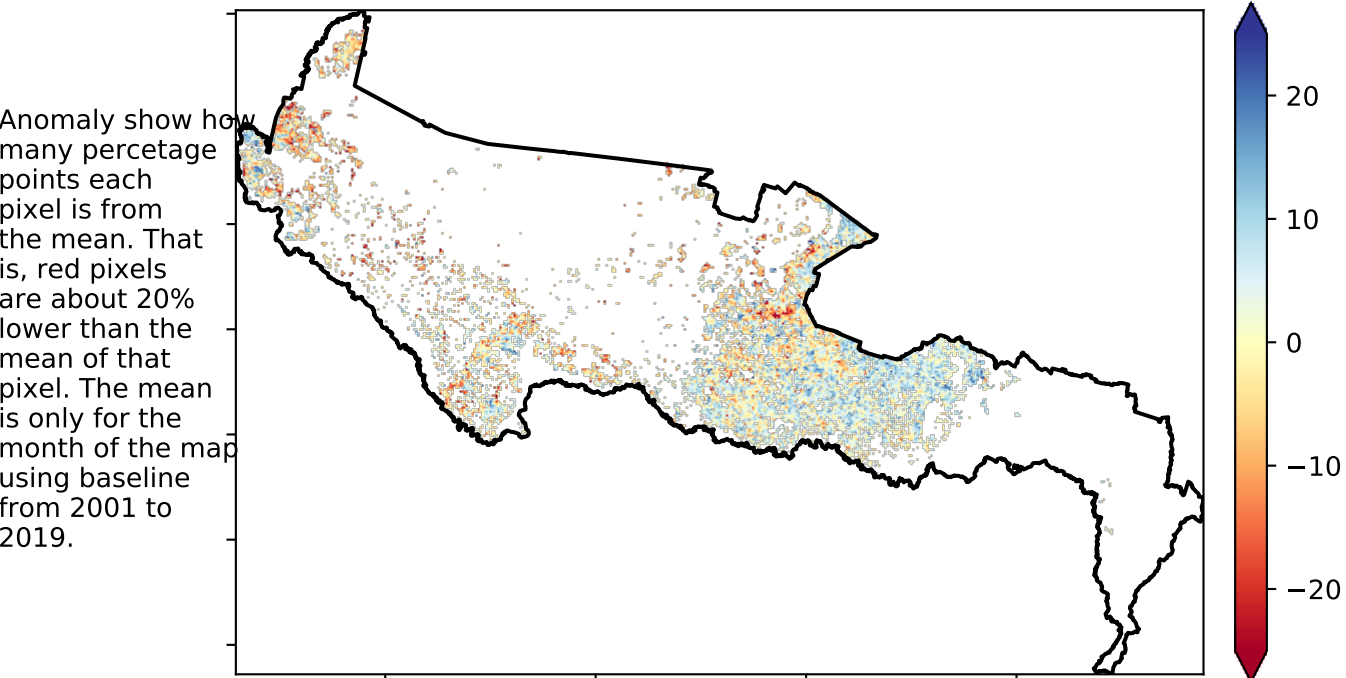 Anomaly show how
many percetage
points each
pixel is from
the mean. That
is, red pixels
are about 20%
lower than the
mean of that
pixel. The mean
is only for the
month of the map
using baseline
from 2001 to
2019.
20
10
0
−10
−20